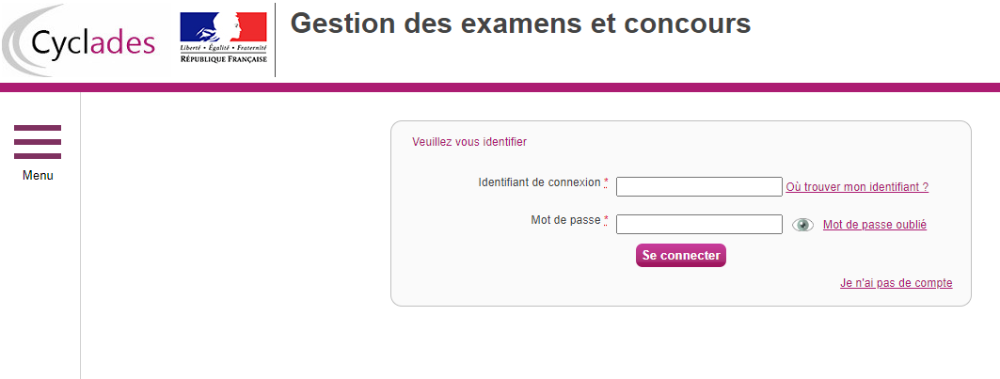 Cyclades
Liberté • Égalité • Fraternité
RÉPUBLIQUE FRANÇAISE
Gestion des examens et concours
Menu
Veuillez vous identifier
Identifiant de connexion * Où trouver mon identifiant ?
Mot de passe * Mot de passe oublié
Se connecter
Je n'ai pas de compte